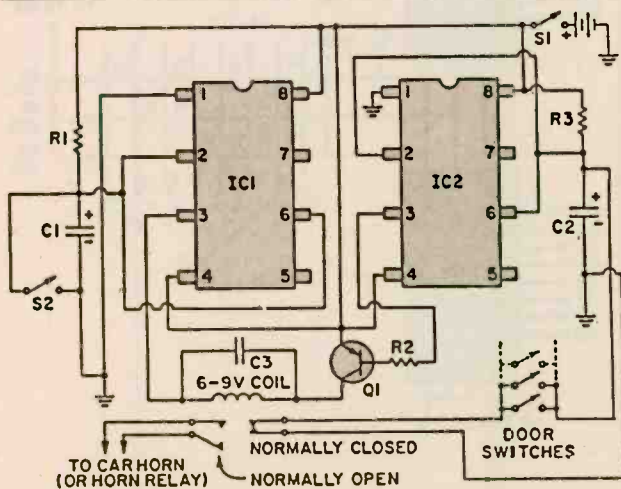 S1
+
1
8
1
8
R1
R3
2
7
2
7
IC1
IC2
C1
+
-
3
6
3
6
+
-
C2
4
5
4
5
S2
C3
R2
6-9V COIL
Q1
NORMALLY CLOSED
DOOR
SWITCHES
TO CAR HORN
(OR HORN RELAY)
NORMALLY OPEN